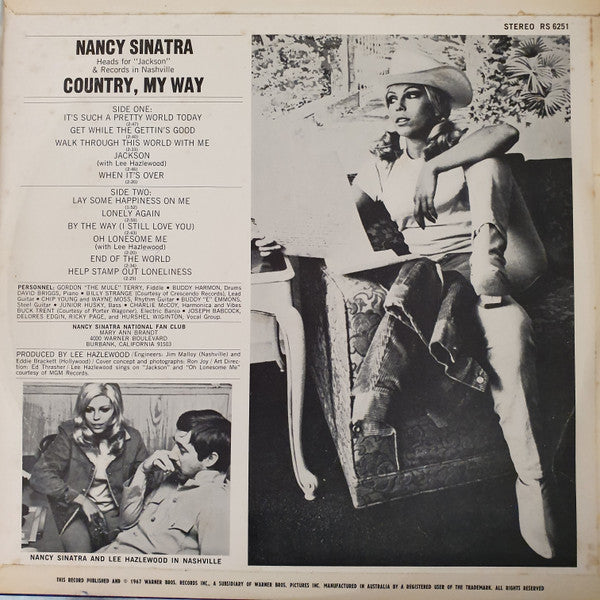 STEREO RS 6251
NANCY SINATRA
Heads for "Jackson"
& Records in Nashville
COUNTRY, MY WAY
SIDE ONE:
IT'S SUCH A PRETTY WORLD TODAY
(2:47)
GET WHILE THE GETTIN'S GOOD
WALK THROUGH THIS WORLD WITH ME
JACKSON
(with Lee Hazlewood)
WHEN IT'S OVER
SIDE TWO:
LAY SOME HAPPINESS ON ME
(1:52)
LONELY AGAIN
BY THE WAY (I STILL LOVE YOU)
(2:43)
OH LONESOME ME
(with Lee Hazlewood)
END OF THE WORLD
HELP STAMP OUT LONELINESS
PERSONNEL: GORDON "THE MULE" TERRY, Fiddle • BUDDY HARMON, Drums
DAVID BRIGGS, Piano • BILLY STRANGE (Courtesy of Crescendo Records), Lead
Guitar • CHIP YOUNG and WAYNE MOSS, Rhythm Guitar • BUDDY "E" EMMONS,
Steel Guitar • JUNIOR HUSKY, Bass • CHARLIE McCOY, Harmonica and Vibes
BUCK TRENT (Courtesy of Porter Wagoner), Electric Banjo • JOSEPH BABCOCK,
DELORES EDGIN, RICKY PAGE, and HURSHEL WIGINTON, Vocal Group.
NANCY SINATRA NATIONAL FAN CLUB
MARY ANN BRANDT
4000 WARNER BOULEVARD
BURBANK, CALIFORNIA 91503
PRODUCED BY LEE HAZLEWOOD/Engineers: Jim Malloy (Nashville) and
Eddie Brackett (Hollywood) / Cover concept and photographs: Ron Joy / Art Direc-
tion: Ed Thrasher/Lee Hazlewood sings on "Jackson" and "Oh Lonesome Me"
courtesy of MGM Records.
NANCY SINATRA AND LEE HAZLEWOOD IN NASHVILLE
THIS RECORD PUBLISHED AND © 1967 WARNER BROS. RECORDS INC., A SUBSIDIARY OF WARNER BROS. PICTURES INC. MANUFACTURED IN AUSTRALIA BY A REGISTERED USER OF THE TRADEMARK. ALL RIGHTS RESERVED